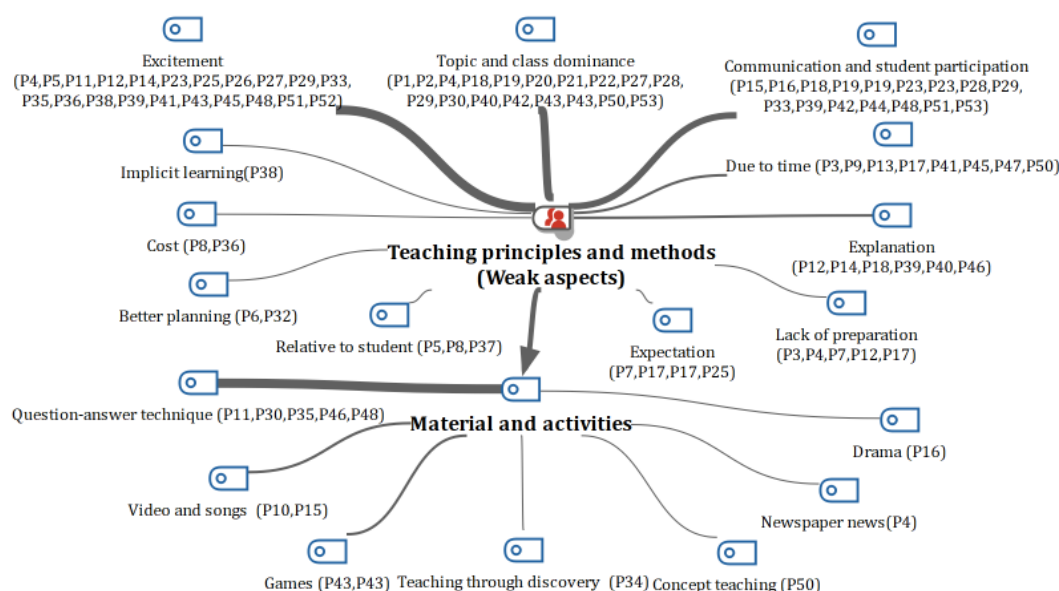 Excitement
(P4,P5,P11,P12,P14,P23,P25,P26,P27,P29,P33,
P35,P36,P38,P39,P41,P43,P45,P48,P51,P52)
Topic and class dominance
(P1,P2,P4,P18,P19,P20,P21,P22,P27,P28,
P29,P30,P40,P42,P43,P43,P50,P53)
Communication and student participation
(P15,P16,P18,P19,P19,P23,P23,P28,P29,
P33,P39,P42,P44,P48,P51,P53)
Implicit learning(P38)
Due to time (P3,P9,P13,P17,P41,P45,P47,P50)
Cost (P8,P36)
Explanation
(P12,P14,P18,P39,P40,P46)
Teaching principles and methods
(Weak aspects)
Better planning (P6,P32)
Relative to student (P5,P8,P37)
Expectation
(P7,P17,P17,P25)
Lack of preparation
(P3,P4,P7,P12,P17)
Question-answer technique (P11,P30,P35,P46,P48)
Material and activities
Drama (P16)
Video and songs (P10,P15)
Newspaper news(P4)
Games (P43,P43)
Teaching through discovery (P34)
Concept teaching (P50)